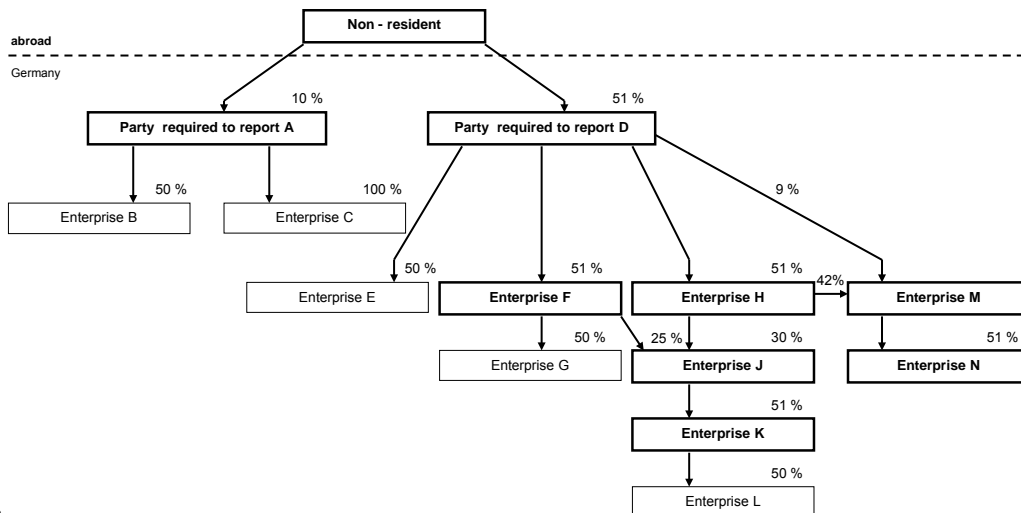 Non - resident
abroad
Germany
10 %
51 %
Party required to report A
Party required to report D
50 %
100 %
9 %
Enterprise B
Enterprise C
50 %
51 %
51 %
42%
Enterprise E
Enterprise F
Enterprise H
Enterprise M
50 %
25 %
30 %
51 %
Enterprise G
Enterprise J
Enterprise N
51 %
Enterprise K
50 %
Enterprise L